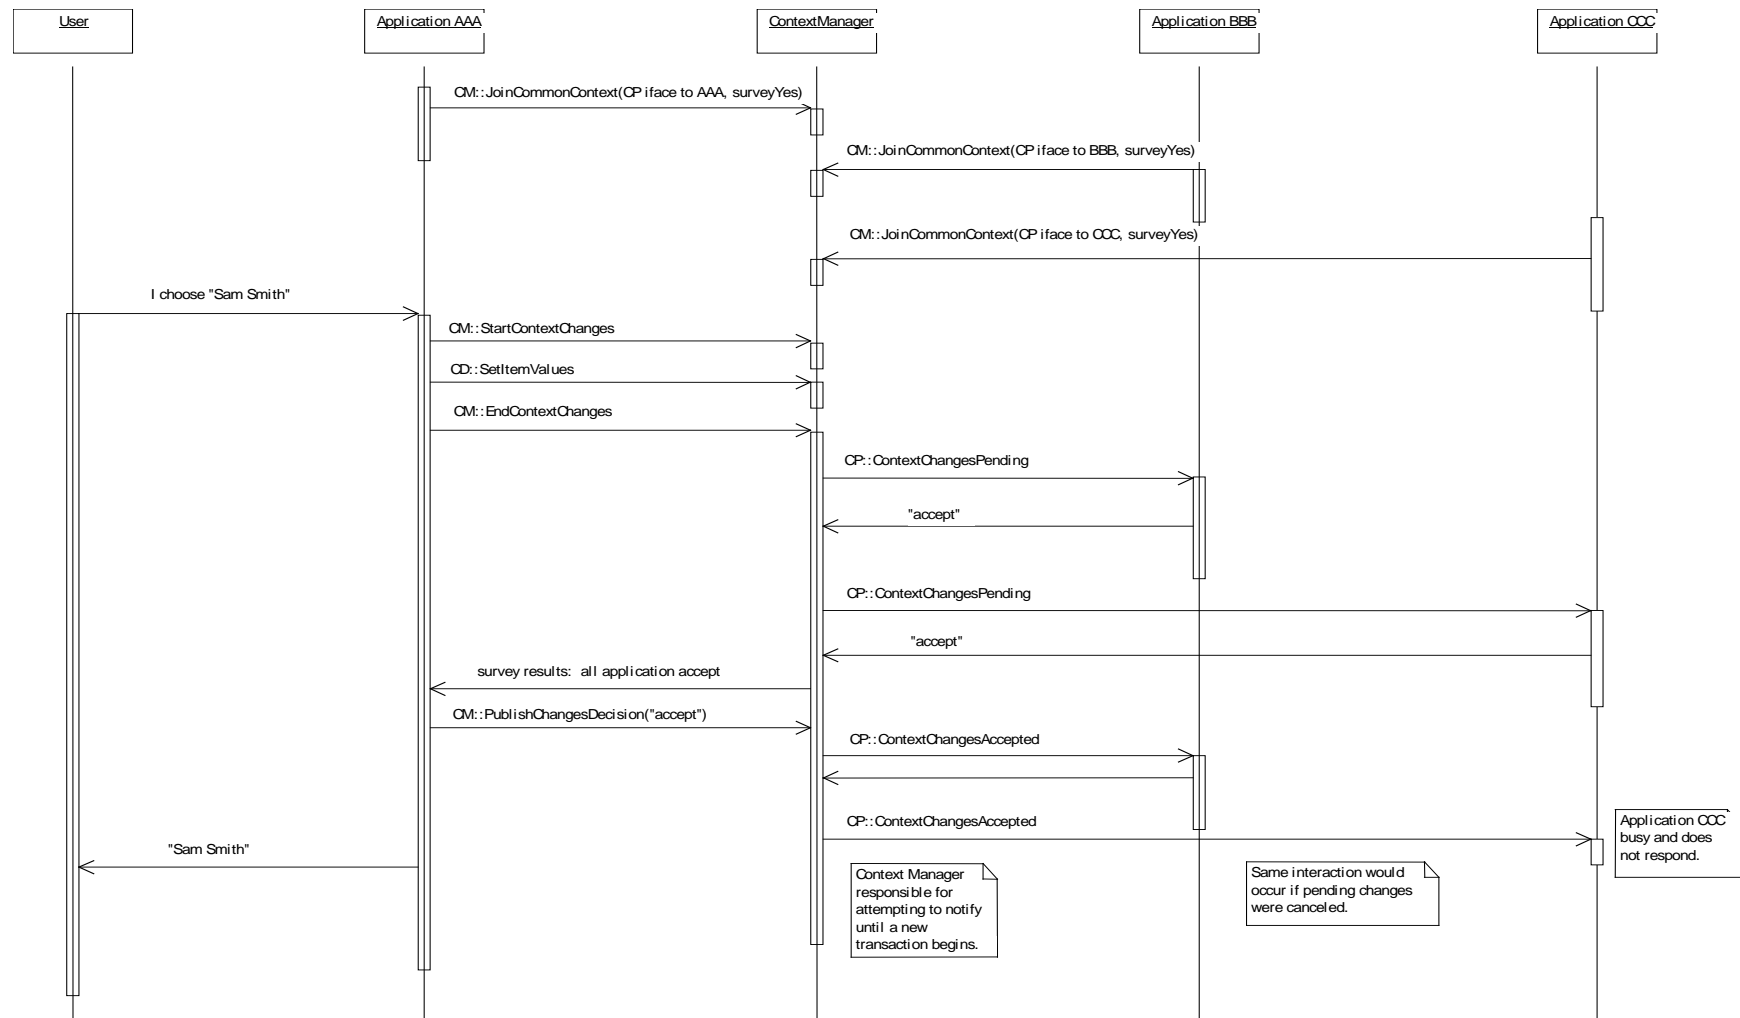 User
Application AAA
ContextManager
Application BBB
Application CCC
CM::JoinCommonContext(CP iface to AAA, surveyYes)
CM::JoinCommonContext(CP iface to BBB, surveyYes)
CM::JoinCommonContext(CP iface to CCC, surveyYes)
I choose "Sam Smith"
CM::StartContextChanges
CD::SetItemValues
CM::EndContextChanges
CP::ContextChangesPending
"accept"
CP::ContextChangesPending
"accept"
survey results: all application accept
CM::PublishChangesDecision("accept")
CP::ContextChangesAccepted
CP::ContextChangesAccepted
Application CCC
busy and does
not respond.
"Sam Smith"
Context Manager
responsible for
attempting to notify
until a new
transaction begins.
Same interaction would
occur if pending changes
were canceled.